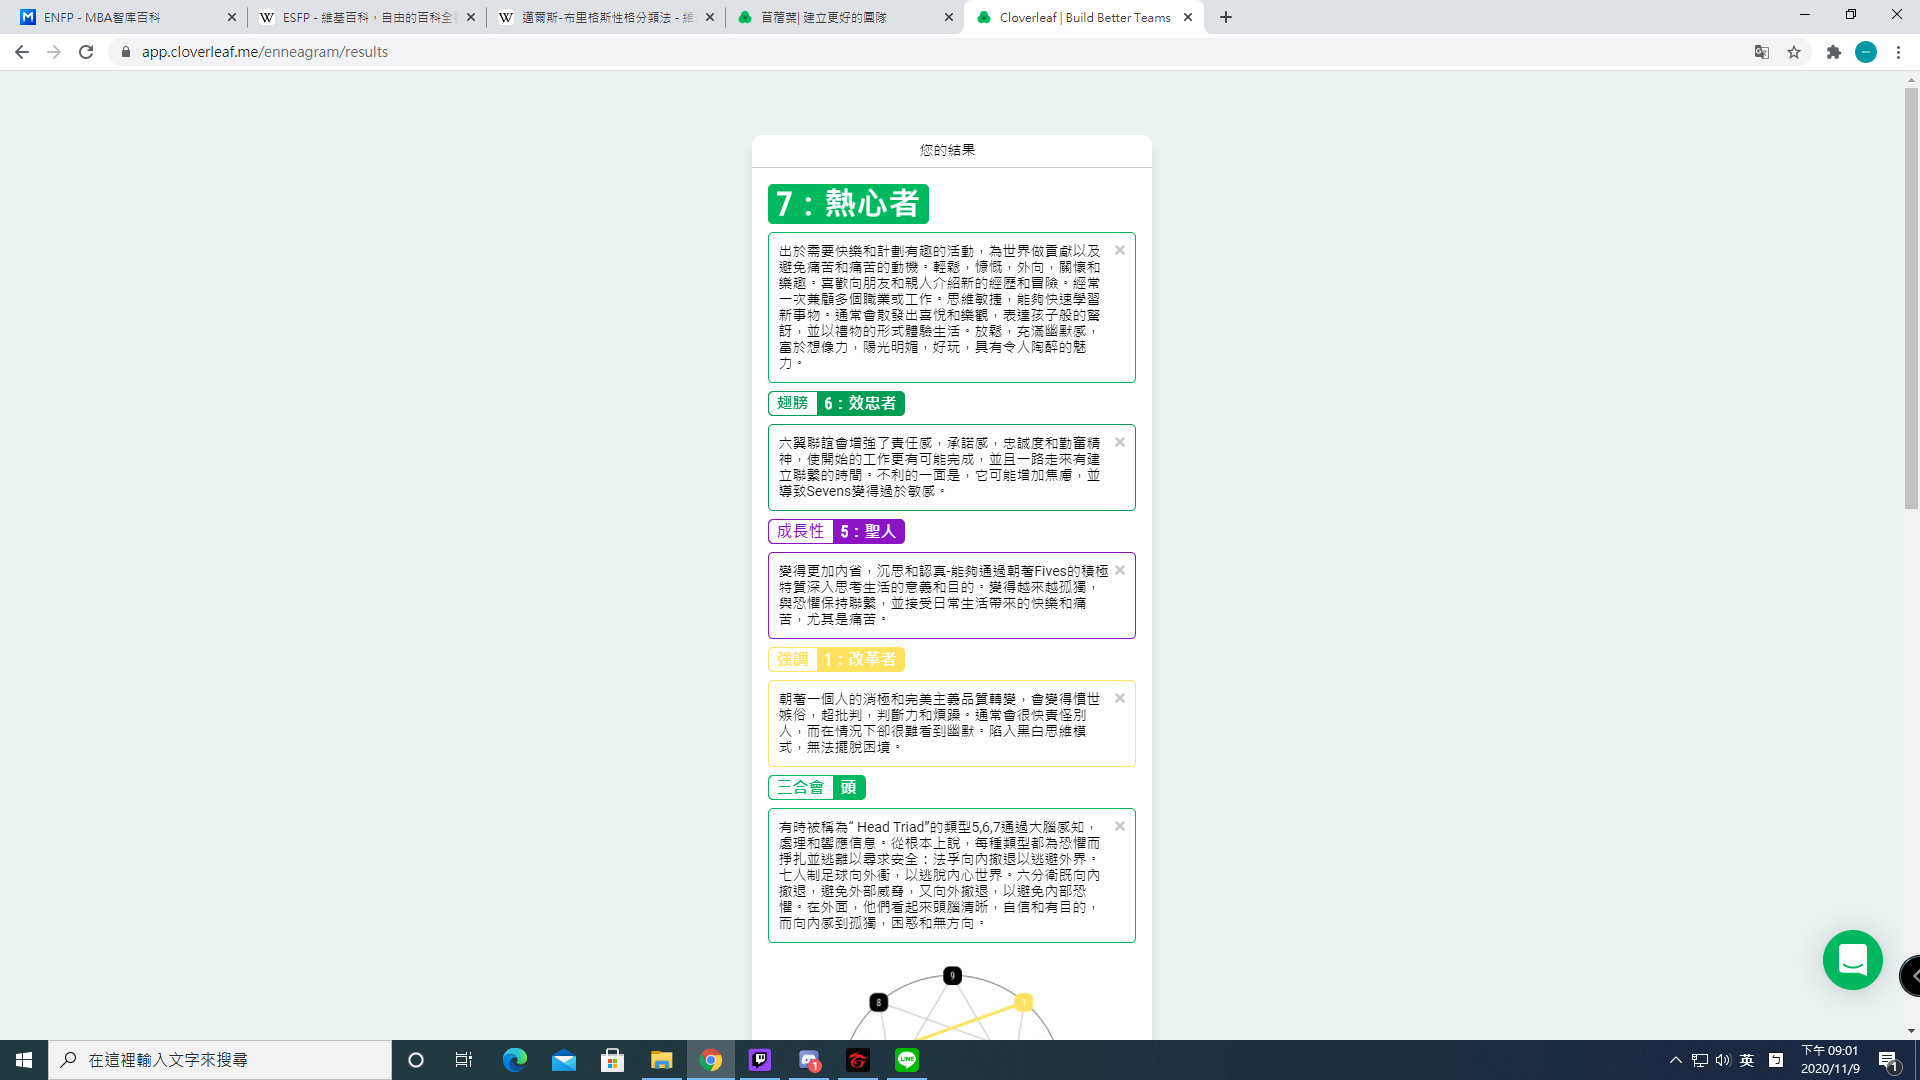 ENFP - MBA智库百科
ESFP - 維基百科，自由的百科全
邁爾斯-布里格斯性格分類法 - 維
苜蓿葉| 建立更好的團隊
Cloverleaf | Build Better Teams
app.cloverleaf.me/enneagram/results
您的結果
7：熱心者
出於需要快樂和計劃有趣的活動，為世界做貢獻以及
避免痛苦和痛苦的動機。輕鬆，慷慨，外向，關懷和
樂趣。喜歡向朋友和親人介紹新的經歷和冒險。經常
一次兼顧多個職業或工作。思維敏捷，能夠快速學習
新事物。通常會散發出喜悅和樂觀，表達孩子般的驚
訝，並以禮物的形式體驗生活。放鬆，充滿幽默感，
富於想像力，陽光明媚，好玩，具有令人陶醉的魅
力。
翅膀 6：效忠者
六翼聯誼會增強了責任感，承諾感，忠誠度和勤奮精
神，使開始的工作更有可能完成，並且一路走來有建
立聯繫的時間。不利的一面是，它可能增加焦慮，並
導致Sevens變得過於敏感。
成長性 5：聖人
變得更加內省，沉思和認真-能夠通過朝著Fives的積極
特質深入思考生活的意義和目的。變得越來越孤獨，
與恐懼保持聯繫，並接受日常生活帶來的快樂和痛
苦，尤其是痛苦。
強調 1：改革者
朝著一個人的消極和完美主義品質轉變，會變得憤世
嫉俗，超批判，判斷力和煩躁。通常會很快責怪別
人，而在情況下卻很難看到幽默。陷入黑白思維模
式，無法擺脫困境。
三合會 頭
有時被稱為“ Head Triad”的類型5,6,7通過大腦感知，
處理和響應信息。從根本上說，每種類型都為恐懼而
掙扎並逃離以尋求安全：法乎向內撤退以逃避外界。
七人制足球向外衝，以逃脫內心世界。六分衛既向內
撤退，避免外部威脅，又向外撤退，以避免內部恐
懼。在外面，他們看起來頭腦清晰，自信和有目的，
而向內感到孤獨，困惑和無方向。
9
8
1
在這裡輸入文字來搜尋
1
LINE
英
下午 09:01
2020/11/9
1